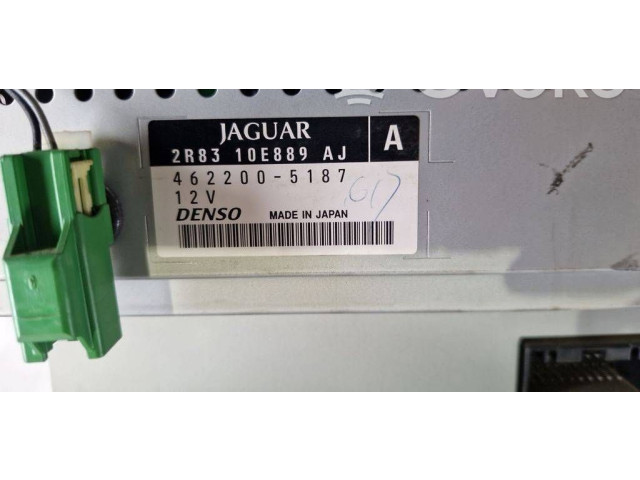 JAGUAR
2R83 10E889 AJ
A
462200-5187
12V
DENSO MADE IN JAPAN